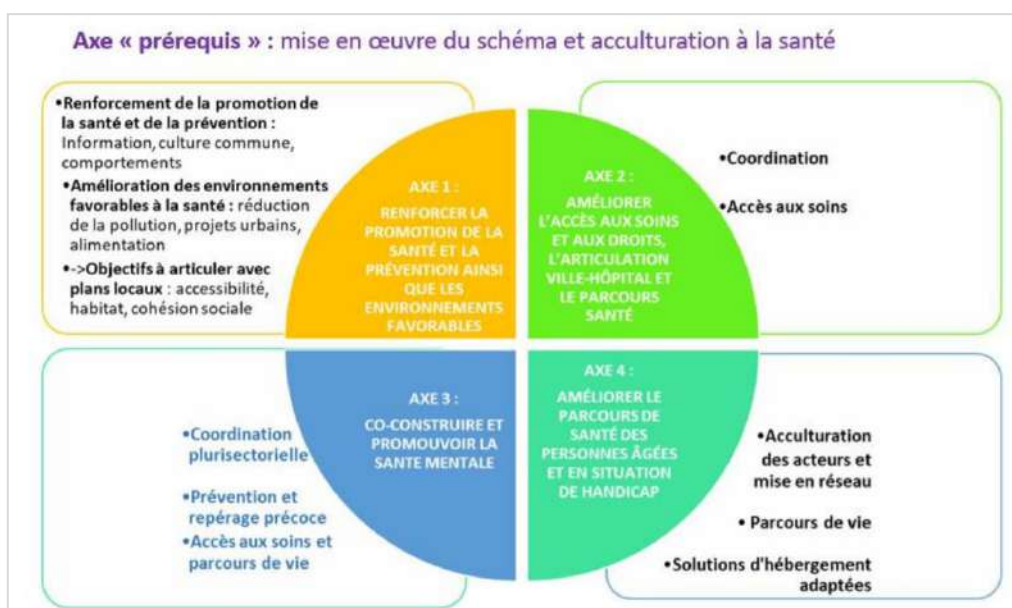 Axe « prérequis » : mise en œuvre du schéma et acculturation à la santé
•Renforcement de la promotion de
la santé et de la prévention :
Information, culture commune,
comportements
•Amélioration des environnements
favorables à la santé : réduction
de la pollution, projets urbains,
alimentation
•->Objectifs à articuler avec
plans locaux : accessibilité,
habitat, cohésion sociale
AXE 1 :
RENFORCER LA
PROMOTION DE LA
SANTÉ ET LA
PRÉVENTION AINSI
QUE LES
ENVIRONNEMENTS
FAVORABLES
AXE 2 :
AMÉLIORER
L'ACCÈS AUX SOINS
ET AUX DROITS,
L'ARTICULATION
VILLE-HÔPITAL ET
LE PARCOURS
SANTÉ
•Coordination
•Accès aux soins
•Coordination
plurisectorielle
•Prévention et
repérage précoce
•Accès aux soins et
parcours de vie
AXE 3 :
CO-CONSTRUIRE ET
PROMOUVOIR LA
SANTE MENTALE
AXE 4 :
AMÉLIORER LE
PARCOURS DE
SANTÉ DES
PERSONNES ÂGÉES
ET EN SITUATION
DE HANDICAP
•Acculturation
des acteurs et
mise en réseau
• Parcours de vie
•Solutions d'hébergement
adaptées